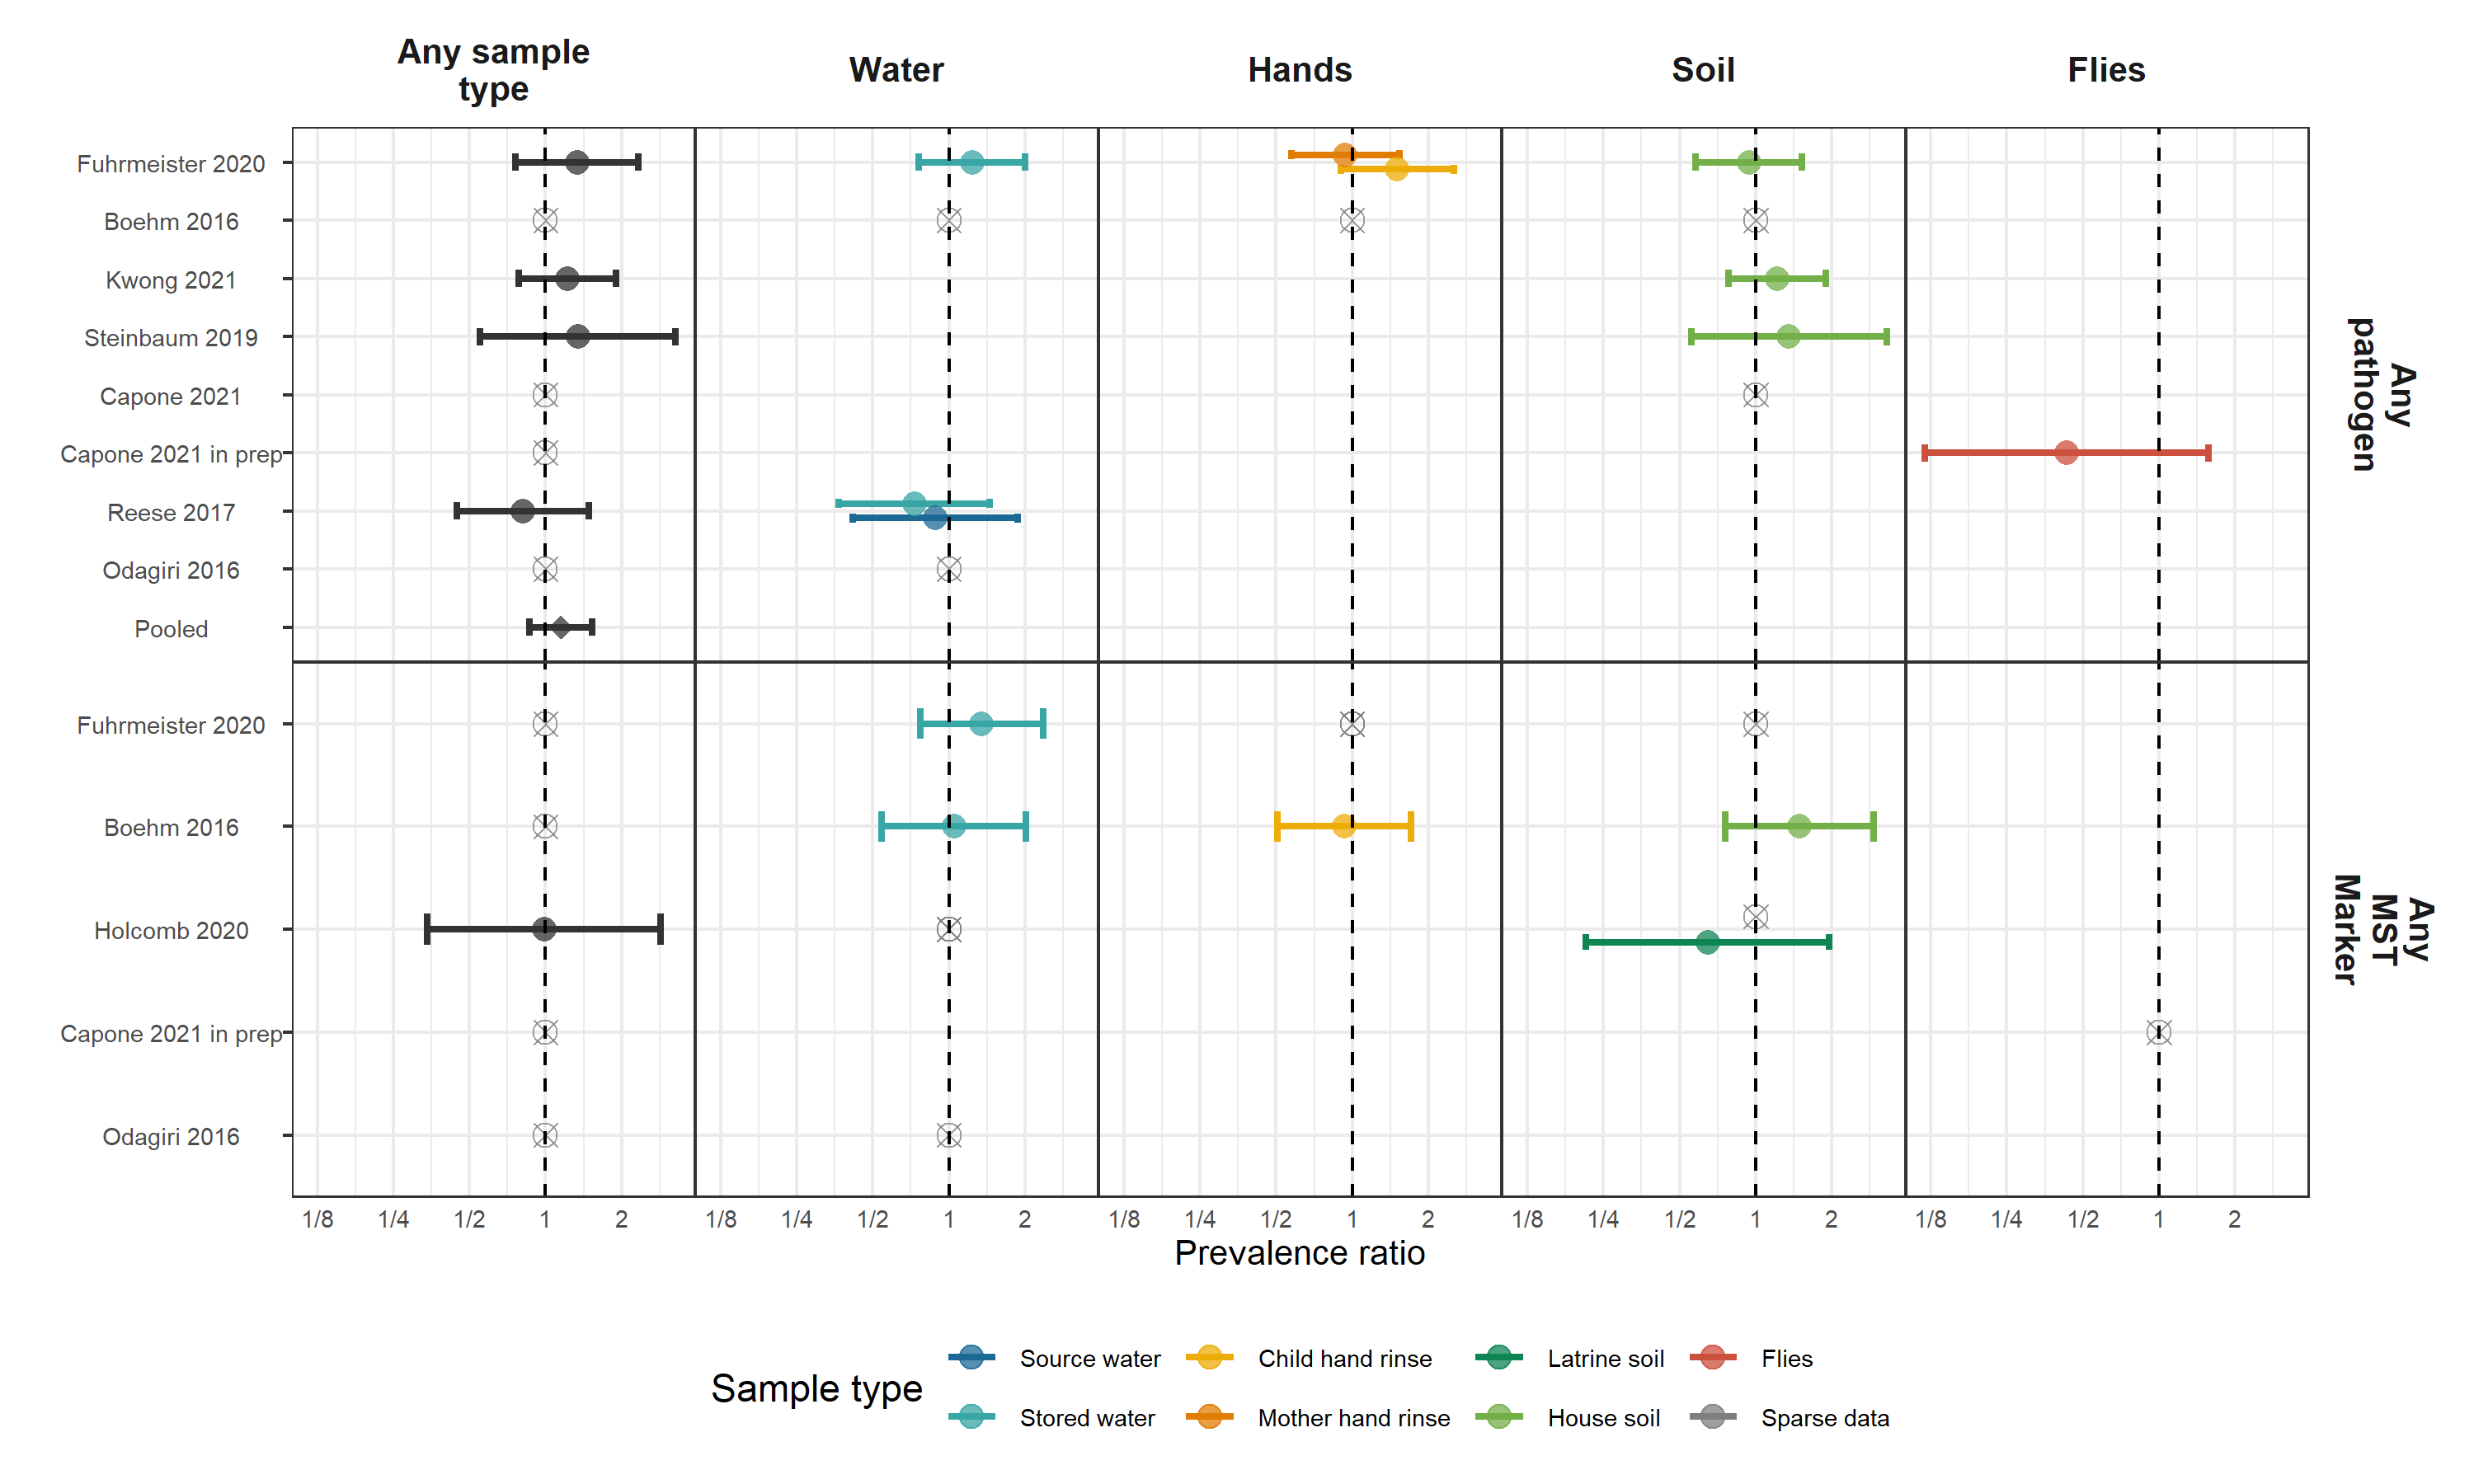 Any sample
type
Water
Hands
Soil
Flies
Fuhrmeister 2020
Boehm 2016
Kwong 2021
Steinbaum 2019
Capone 2021
Capone 2021 in prep
Reese 2017
Odagiri 2016
Pooled
Any
pathogen
Fuhrmeister 2020
Boehm 2016
Holcomb 2020
Capone 2021 in prep
Odagiri 2016
Any
MST
Marker
1/8 1/4 1/2 1 2 1/8 1/4 1/2 1 2 1/8 1/4 1/2 1 2 1/8 1/4 1/2 1 2 1/8 1/4 1/2 1 2
Prevalence ratio
Sample type
Source water Child hand rinse Latrine soil Flies
Stored water Mother hand rinse House soil Sparse data